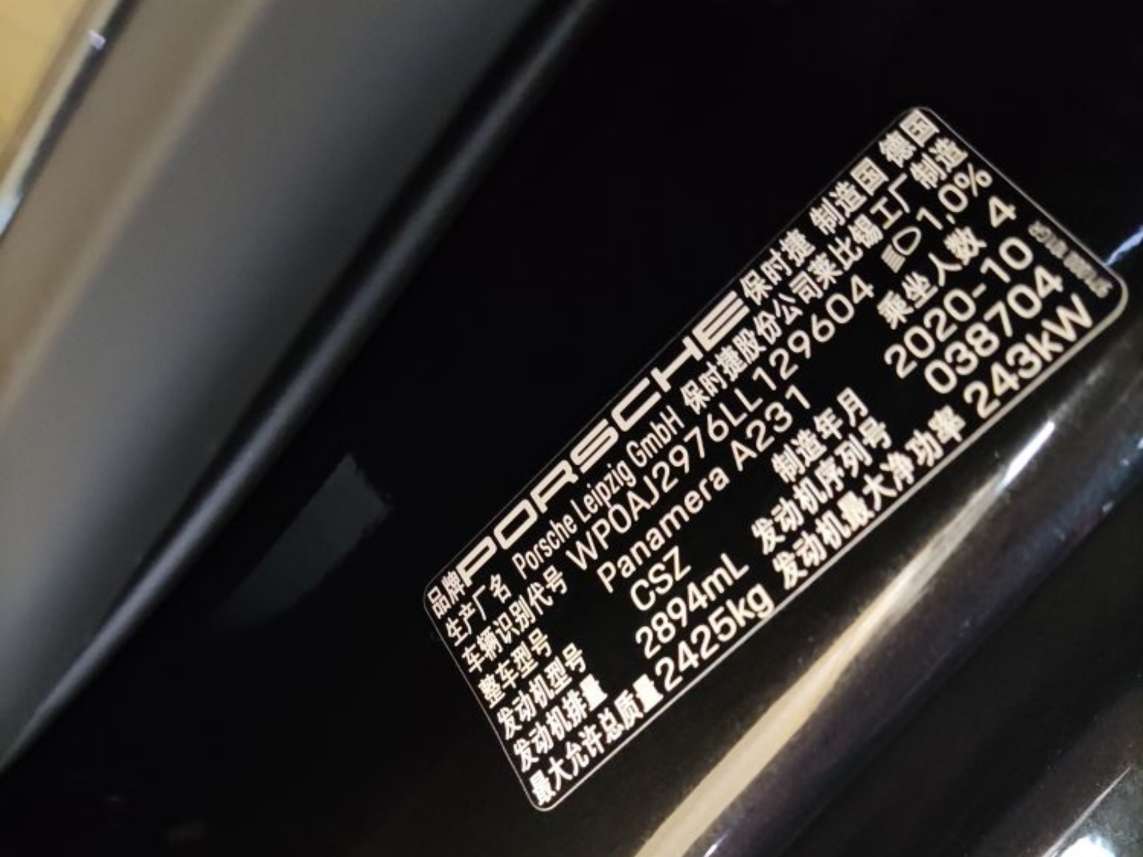 品牌 PORSCHE 保时捷 制造国 德国
生产厂名 Porsche Leipzig GmbH 保时捷股份公司莱比锡工厂制造
车辆识别代号 WP0AJ2976LL129604 1,0%
整车型号 Panamera A231 乘坐人数 4
发动机型号 CSZ 制造年月 2020-10
发动机排量 2894mL 发动机序列号 038704
最大允许总质量 2425kg 发动机最大净功率 243kW